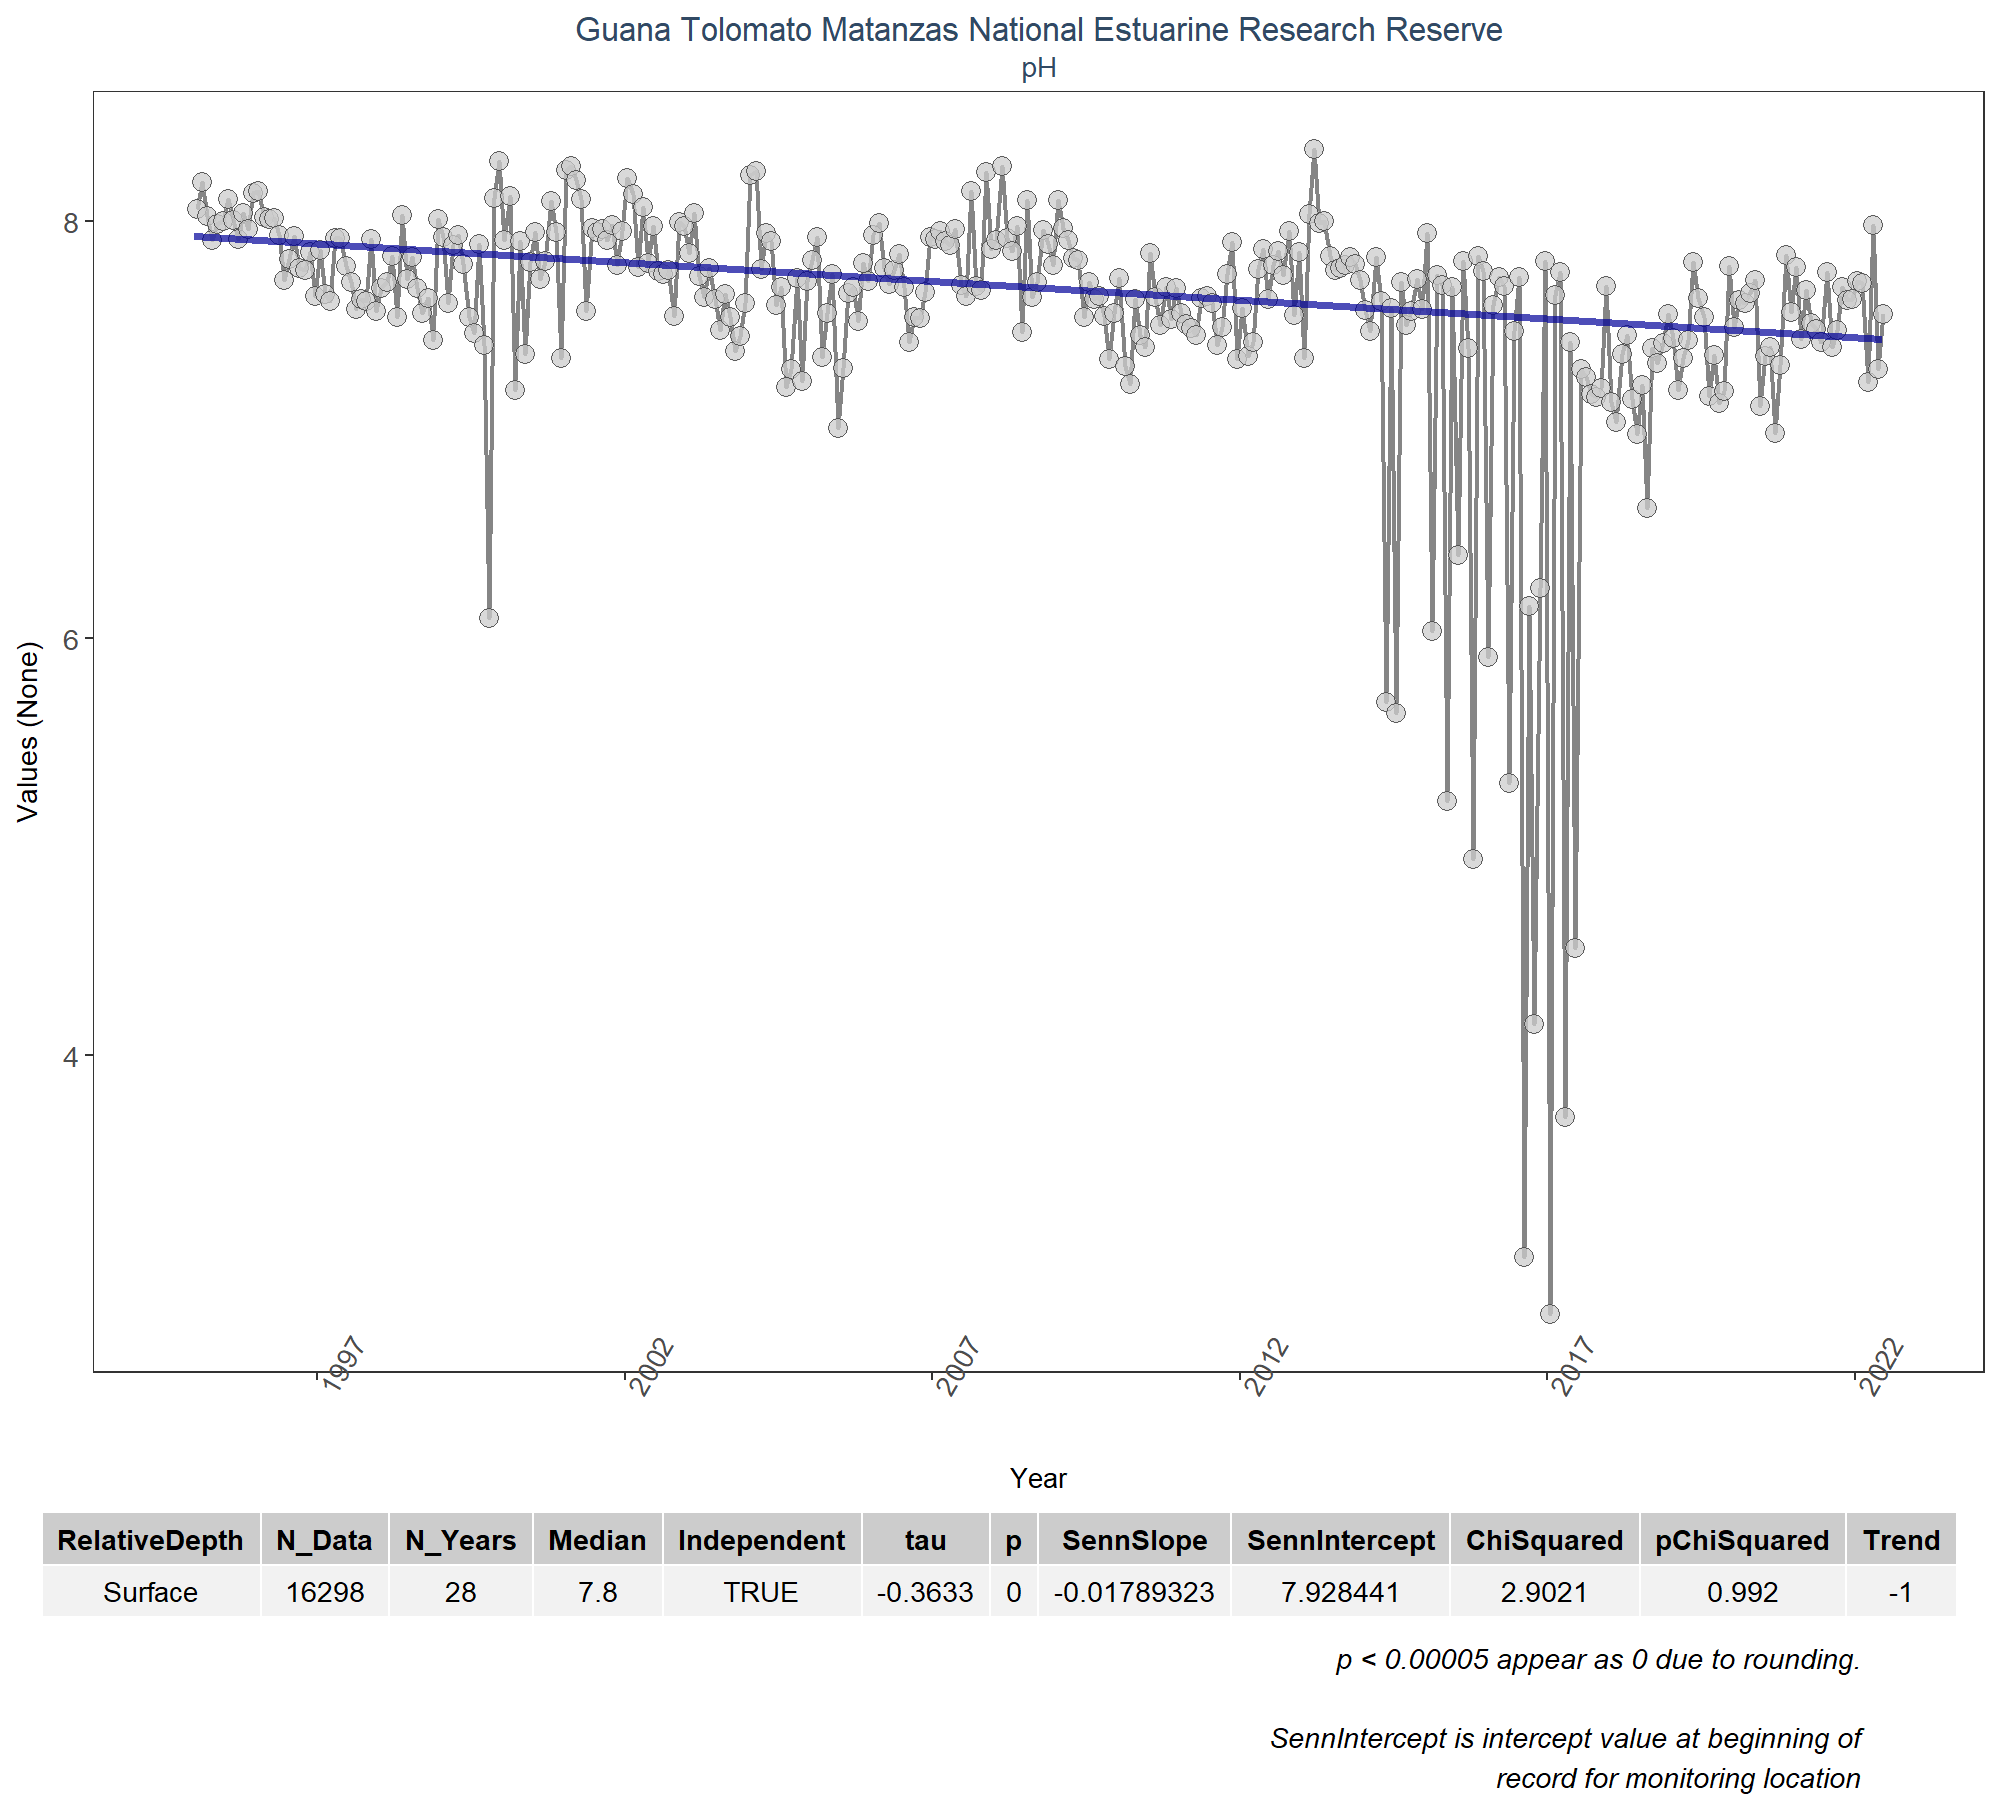 Guana Tolomato Matanzas National Estuarine Research Reserve
pH
8
6
4
Values (None)
1997
2002
2007
2012
2017
2022
Year
RelativeDepth N_Data N_Years Median Independent tau p SennSlope SennIntercept ChiSquared pChiSquared Trend
Surface 16298 28 7.8 TRUE -0.3633 0 -0.01789323 7.928441 2.9021 0.992 -1
p < 0.00005 appear as 0 due to rounding.
SennIntercept is intercept value at beginning of
record for monitoring location